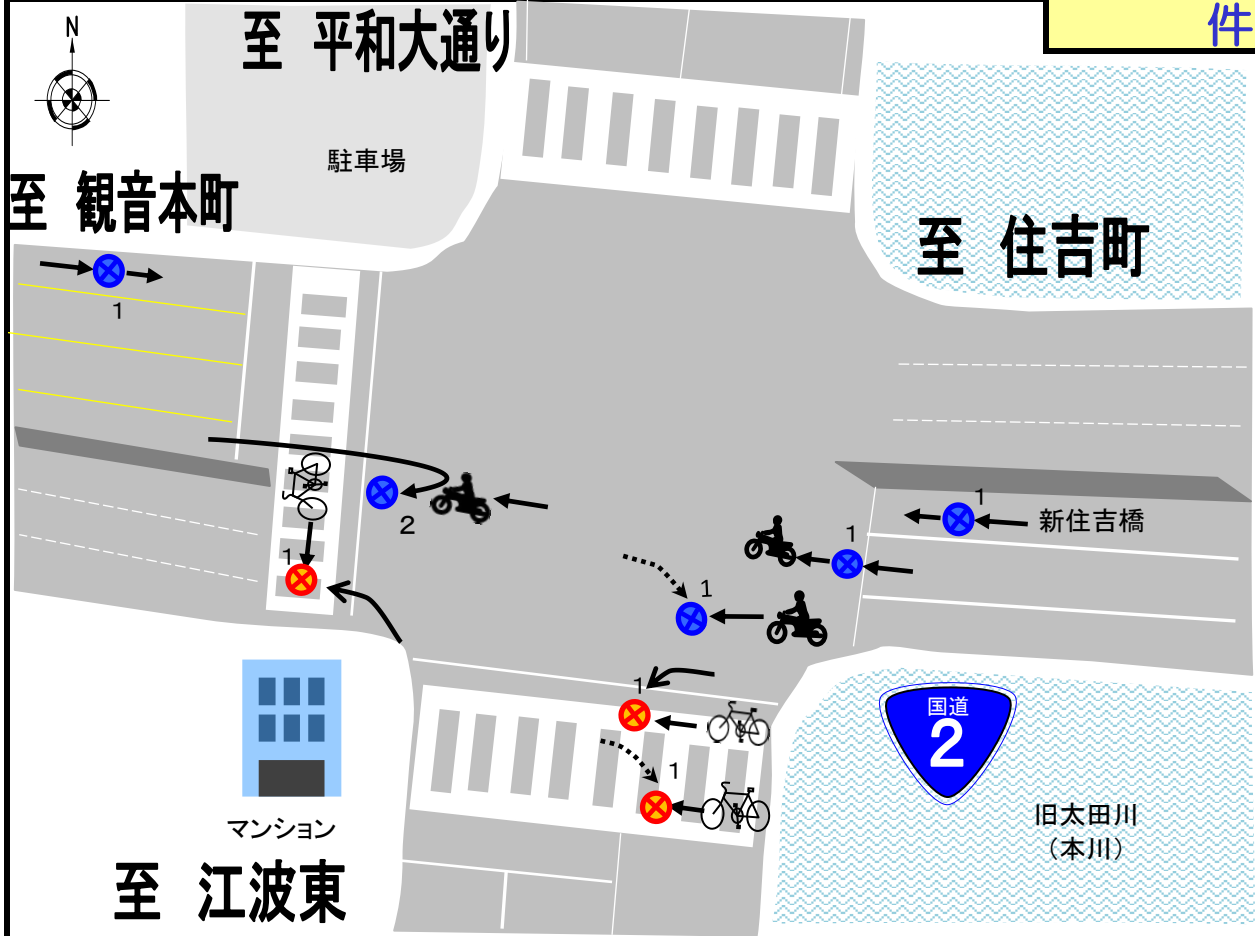 件
N
至 平和大通り
駐車場
至 観音本町
至 住吉町
1
1
新住吉橋
1
2
1
1
1
1
国道
2
旧太田川
（本川）
マンション
至 江波東